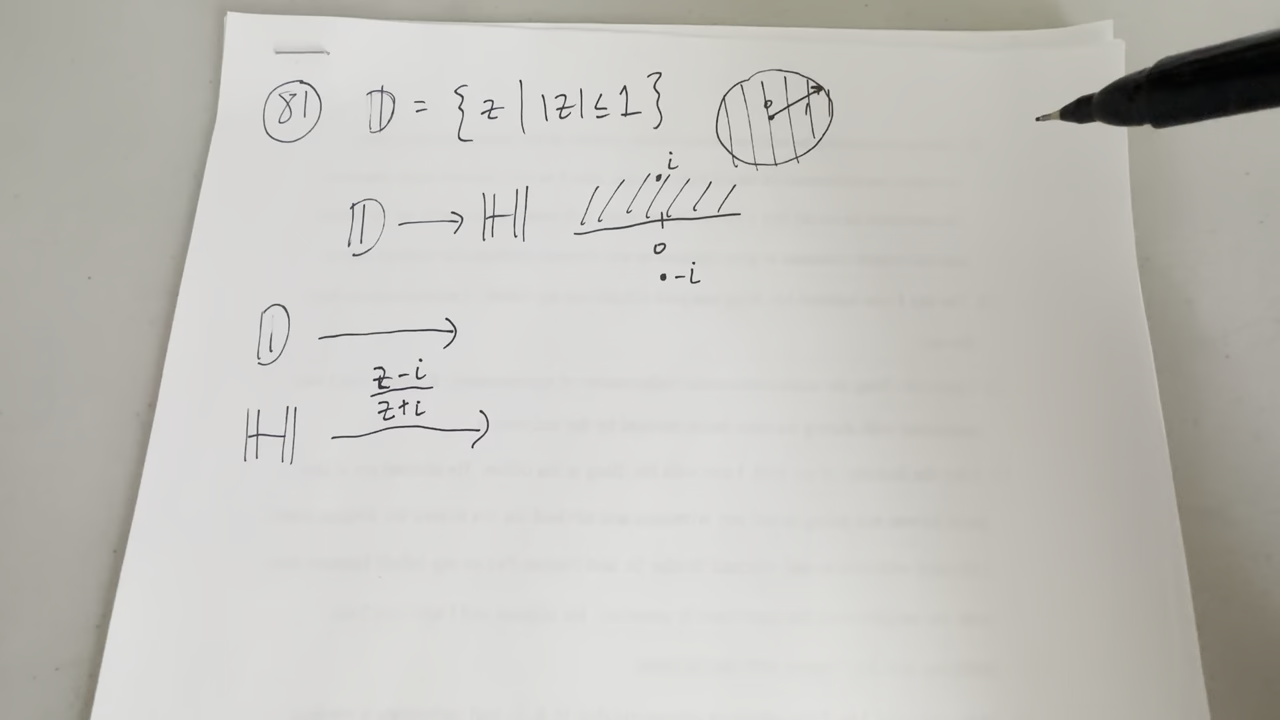 81 𝔻 = { z | |z| ≤ 1 } 0 1
i
𝔻 → ℍ
0
• -i
𝔻 →
z-i
z+i
ℍ →